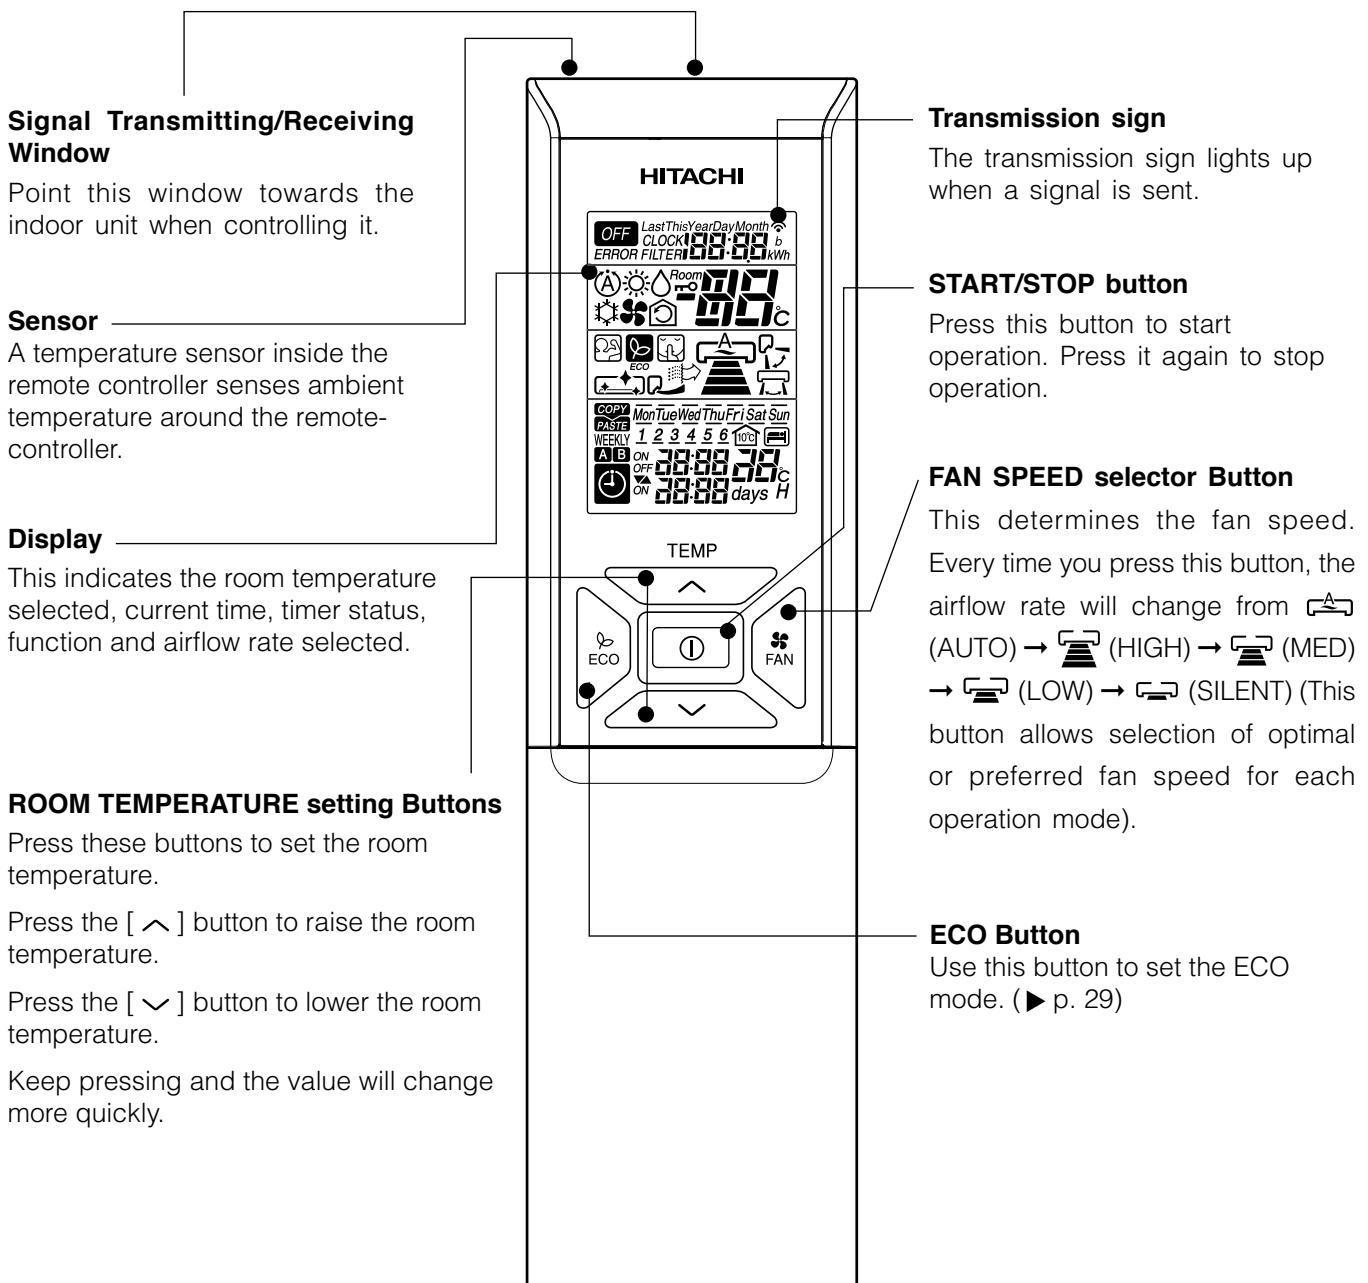 Signal Transmitting/Receiving
Window
Point this window towards the
indoor unit when controlling it.
Sensor
A temperature sensor inside the
remote controller senses ambient
temperature around the remote-
controller.
Display
This indicates the room temperature
selected, current time, timer status,
function and airflow rate selected.
ROOM TEMPERATURE setting Buttons
Press these buttons to set the room
temperature.
Press the [ ︿ ] button to raise the room
temperature.
Press the [ ﹀ ] button to lower the room
temperature.
Keep pressing and the value will change
more quickly.
HITACHI
OFF LastThisYearDayMonth
CLOCK 188:88 b
ERROR FILTER kWh
A Room 88 °C
A
ECO
COPY MonTueWedThuFriSatSun
PASTE
WEEKLY 1 2 3 4 5 6 10°C
A B ON
OFF 28:88 28 °C
ON 28:88 days H
TEMP
ECO
FAN
Transmission sign
The transmission sign lights up
when a signal is sent.
START/STOP button
Press this button to start
operation. Press it again to stop
operation.
FAN SPEED selector Button
This determines the fan speed.
Every time you press this button, the
airflow rate will change from A
(AUTO) → (HIGH) → (MED)
→ (LOW) → (SILENT) (This
button allows selection of optimal
or preferred fan speed for each
operation mode).
ECO Button
Use this button to set the ECO
mode. (▶ p. 29)